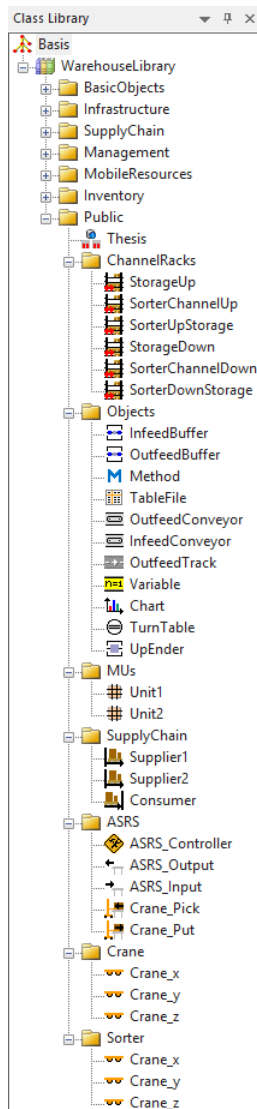 Class Library
Basis
WarehouseLibrary
BasicObjects
Infrastructure
SupplyChain
Management
MobileResources
Inventory
Public
Thesis
ChannelRacks
StorageUp
SorterChannelUp
SorterUpStorage
StorageDown
SorterChannelDown
SorterDownStorage
Objects
InfeedBuffer
OutfeedBuffer
M Method
TableFile
OutfeedConveyor
InfeedConveyor
OutfeedTrack
n=1 Variable
Chart
TurnTable
UpEnder
MUs
Unit1
Unit2
SupplyChain
Supplier1
Supplier2
Consumer
ASRS
ASRS_Controller
ASRS_Output
ASRS_Input
Crane_Pick
Crane_Put
Crane
Crane_x
Crane_y
Crane_z
Sorter
Crane_x
Crane_y
Crane_z